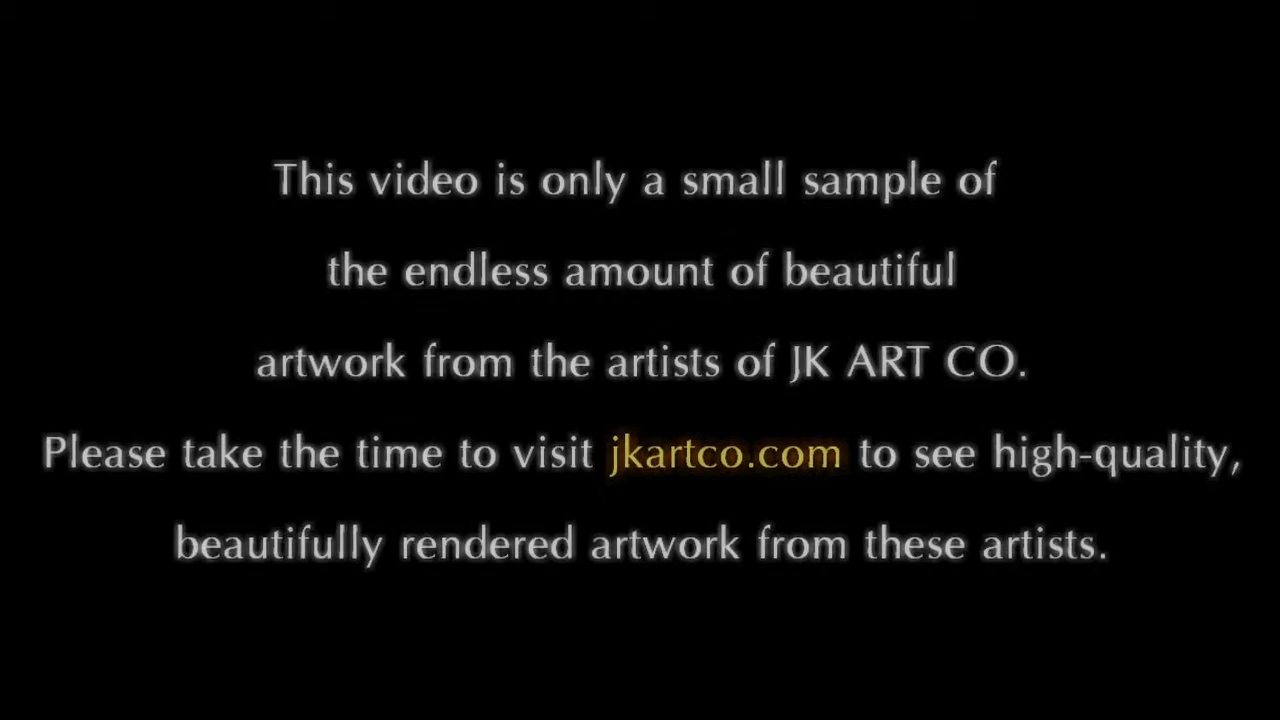 This video is only a small sample of
the endless amount of beautiful
artwork from the artists of JK ART CO.
Please take the time to visit jkartco.com to see high-quality,
beautifully rendered artwork from these artists.